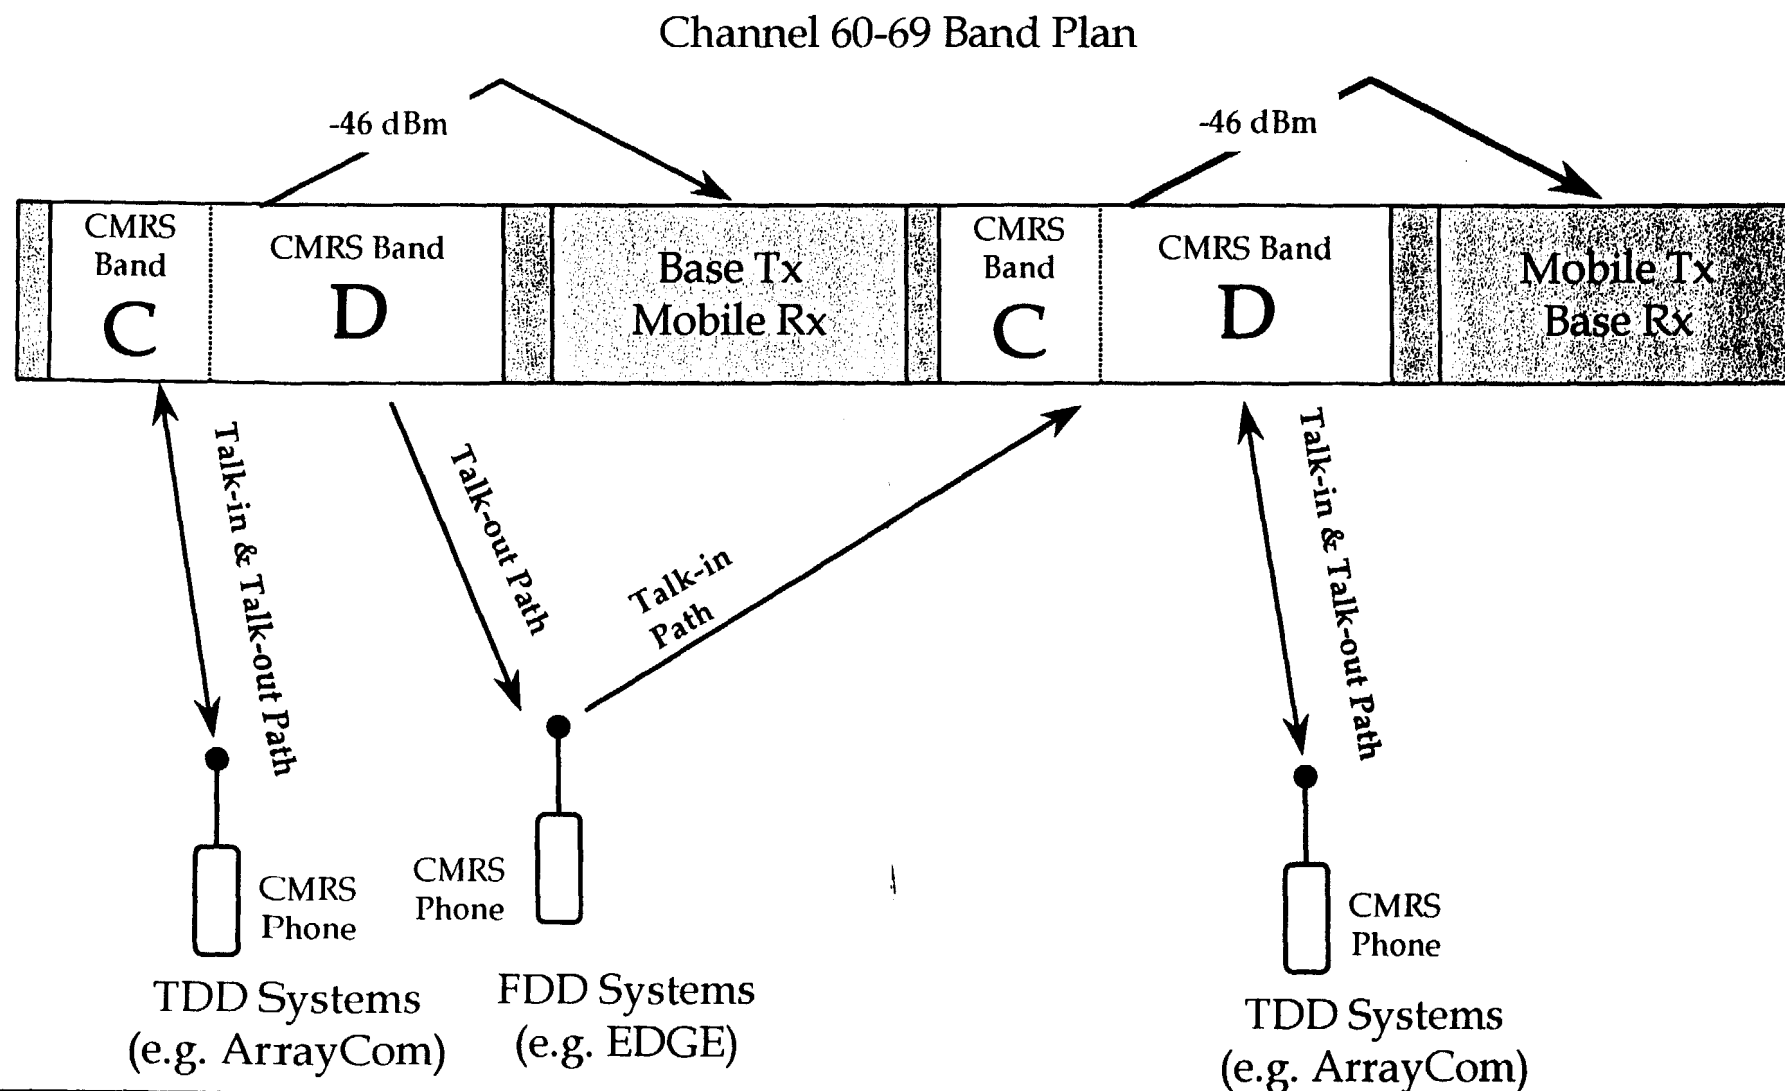 Channel 60-69 Band Plan
-46 dBm
-46 dBm
CMRS
Band
C
CMRS Band
D
Base Tx
Mobile Rx
CMRS
Band
C
CMRS Band
D
Mobile Tx
Base Rx
Talk-in & Talk-out Path
Talk-out Path
Talk-in
Path
Talk-in & Talk-out Path
CMRS
Phone
CMRS
Phone
CMRS
Phone
TDD Systems
(e.g. ArrayCom)
FDD Systems
(e.g. EDGE)
TDD Systems
(e.g. ArrayCom)